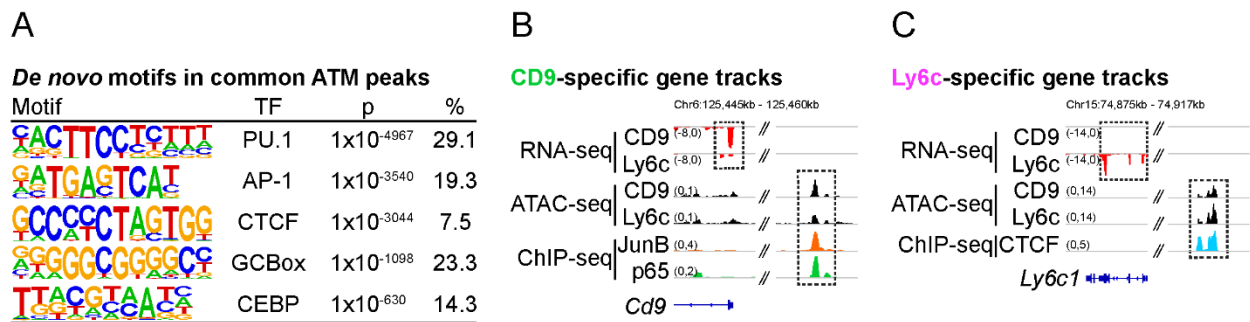 A
De novo motifs in common ATM peaks
Motif TF p %
PU.1 1x10-4967 29.1
AP-1 1x10-3540 19.3
CTCF 1x10-3044 7.5
GCBox 1x10-1098 23.3
CEBP 1x10-630 14.3
B
CD9-specific gene tracks
Chr6:125,445kb - 125,460kb
RNA-seq
CD9 (-8,0)
Ly6c (-8,0)
ATAC-seq
CD9 (0,1)
Ly6c (0,1)
ChIP-seq
JunB (0,4)
p65 (0,2)
Cd9
C
Ly6c-specific gene tracks
Chr15:74,875kb - 74,917kb
RNA-seq
CD9 (-14,0)
Ly6c (-14,0)
ATAC-seq
CD9 (0,14)
Ly6c (0,14)
ChIP-seq CTCF (0,5)
Ly6c1